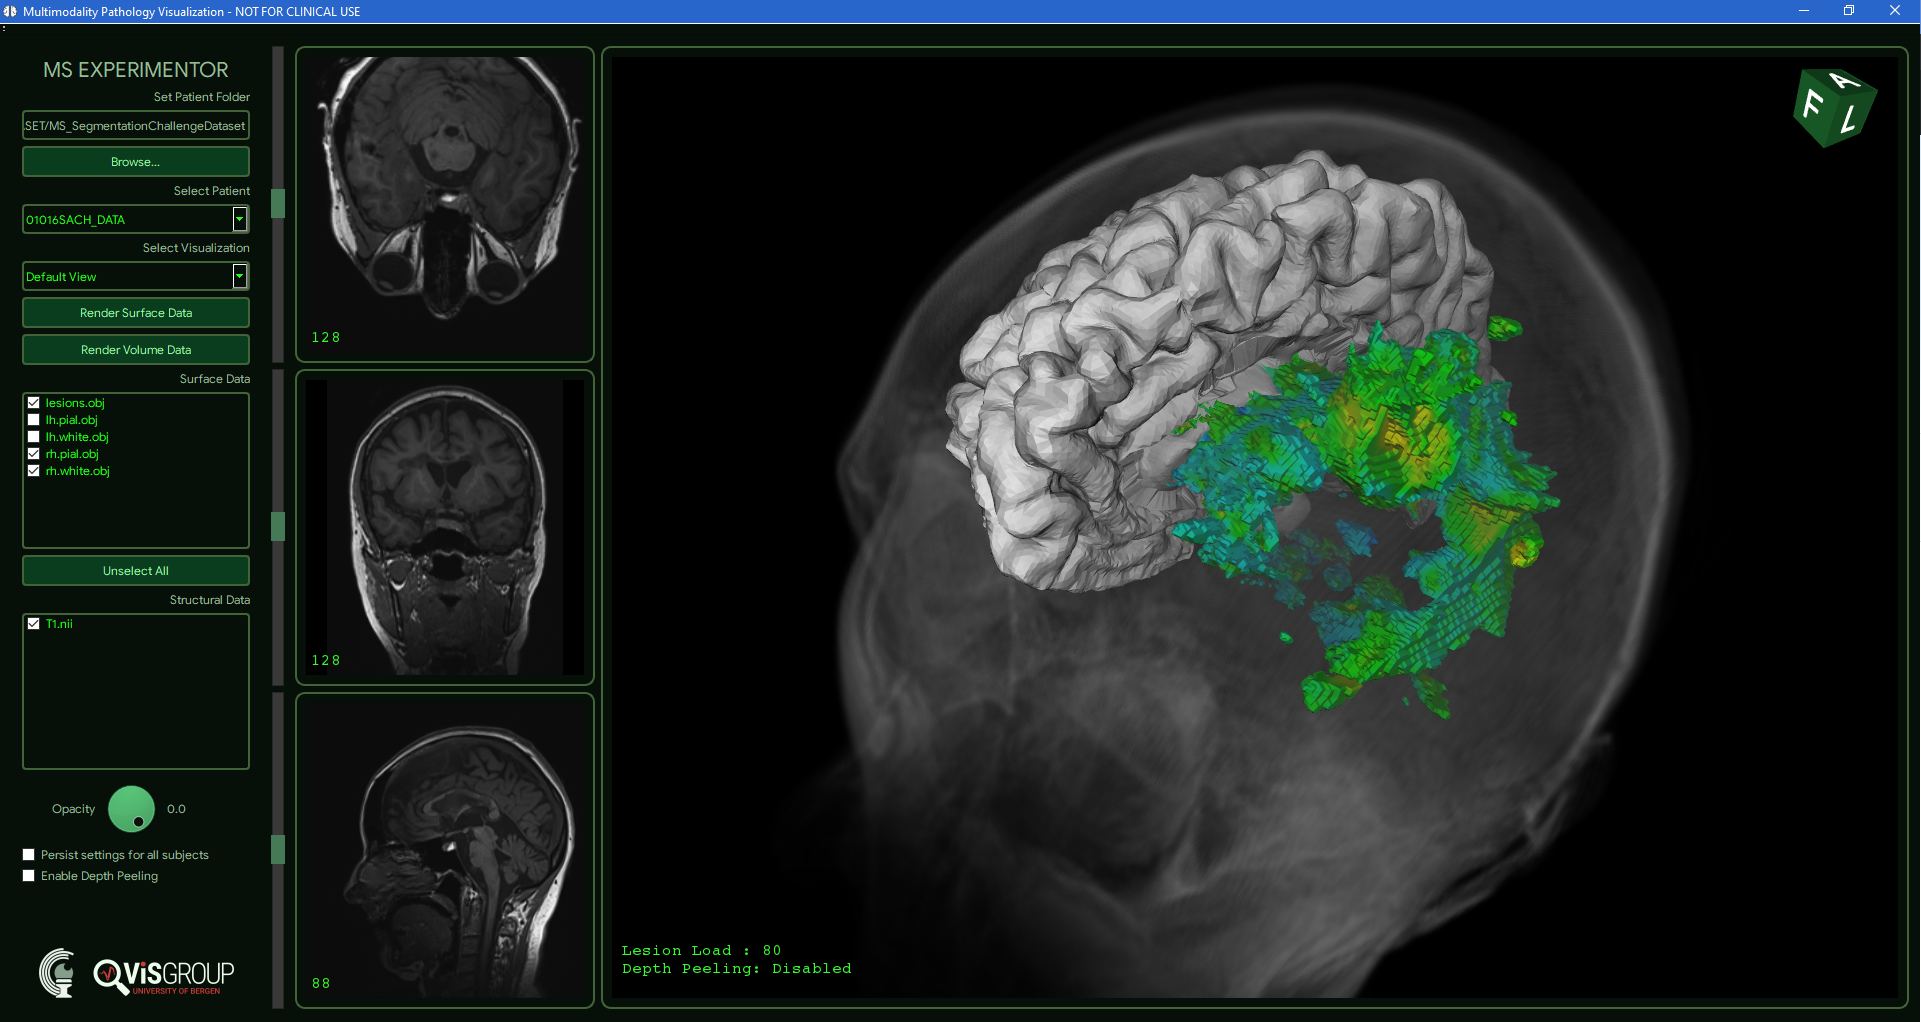 Multimodality Pathology Visualization - NOT FOR CLINICAL USE
MS EXPERIMENTOR
Set Patient Folder
.SET/MS_SegmentationChallengeDataset
Browse...
Select Patient
01016SACH_DATA
Select Visualization
Default View
Render Surface Data
Render Volume Data
Surface Data
lesions.obj
lh.pial.obj
lh.white.obj
rh.pial.obj
rh.white.obj
Unselect All
Structural Data
T1.nii
Opacity 0.0
Persist settings for all subjects
Enable Depth Peeling
QViSGROUP
UNIVERSITY OF BERGEN
128
128
88
A
F
L
Lesion Load : 80
Depth Peeling: Disabled